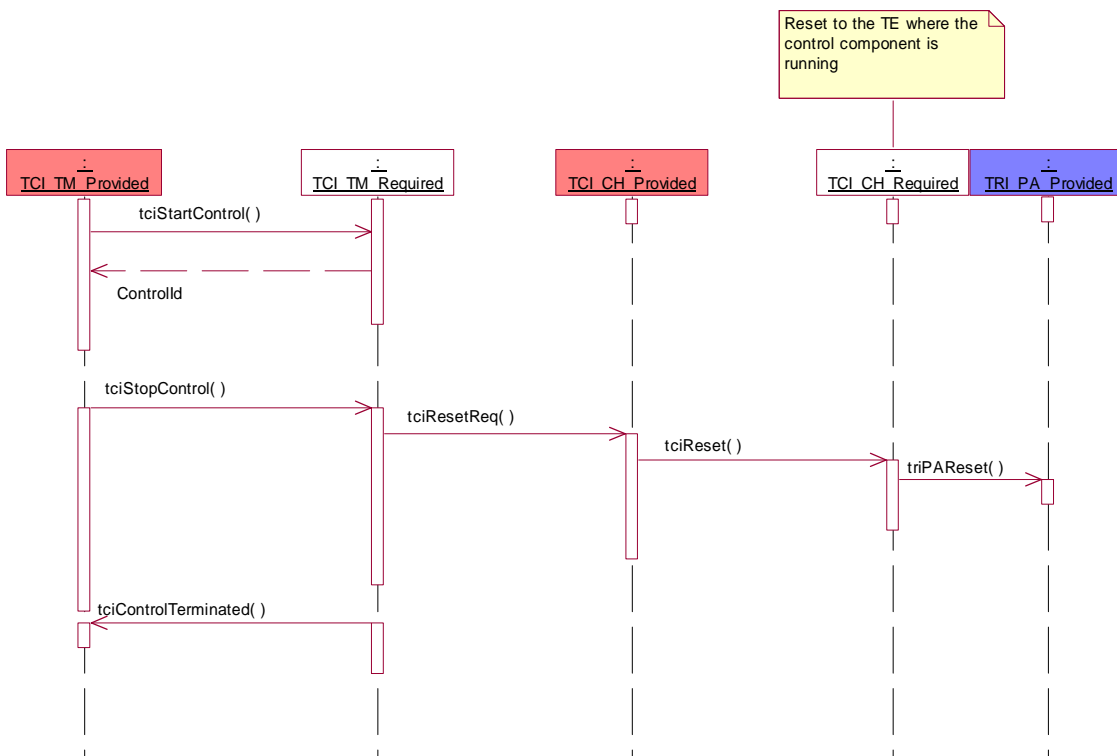 Reset to the TE where the
control component is
running
:
TCI_TM_Provided
:
TCI_TM_Required
:
TCI_CH_Provided
:
TCI_CH_Required
:
TRI_PA_Provided
tciStartControl( )
ControlId
tciStopControl( )
tciResetReq( )
tciReset( )
triPAReset( )
tciControlTerminated( )